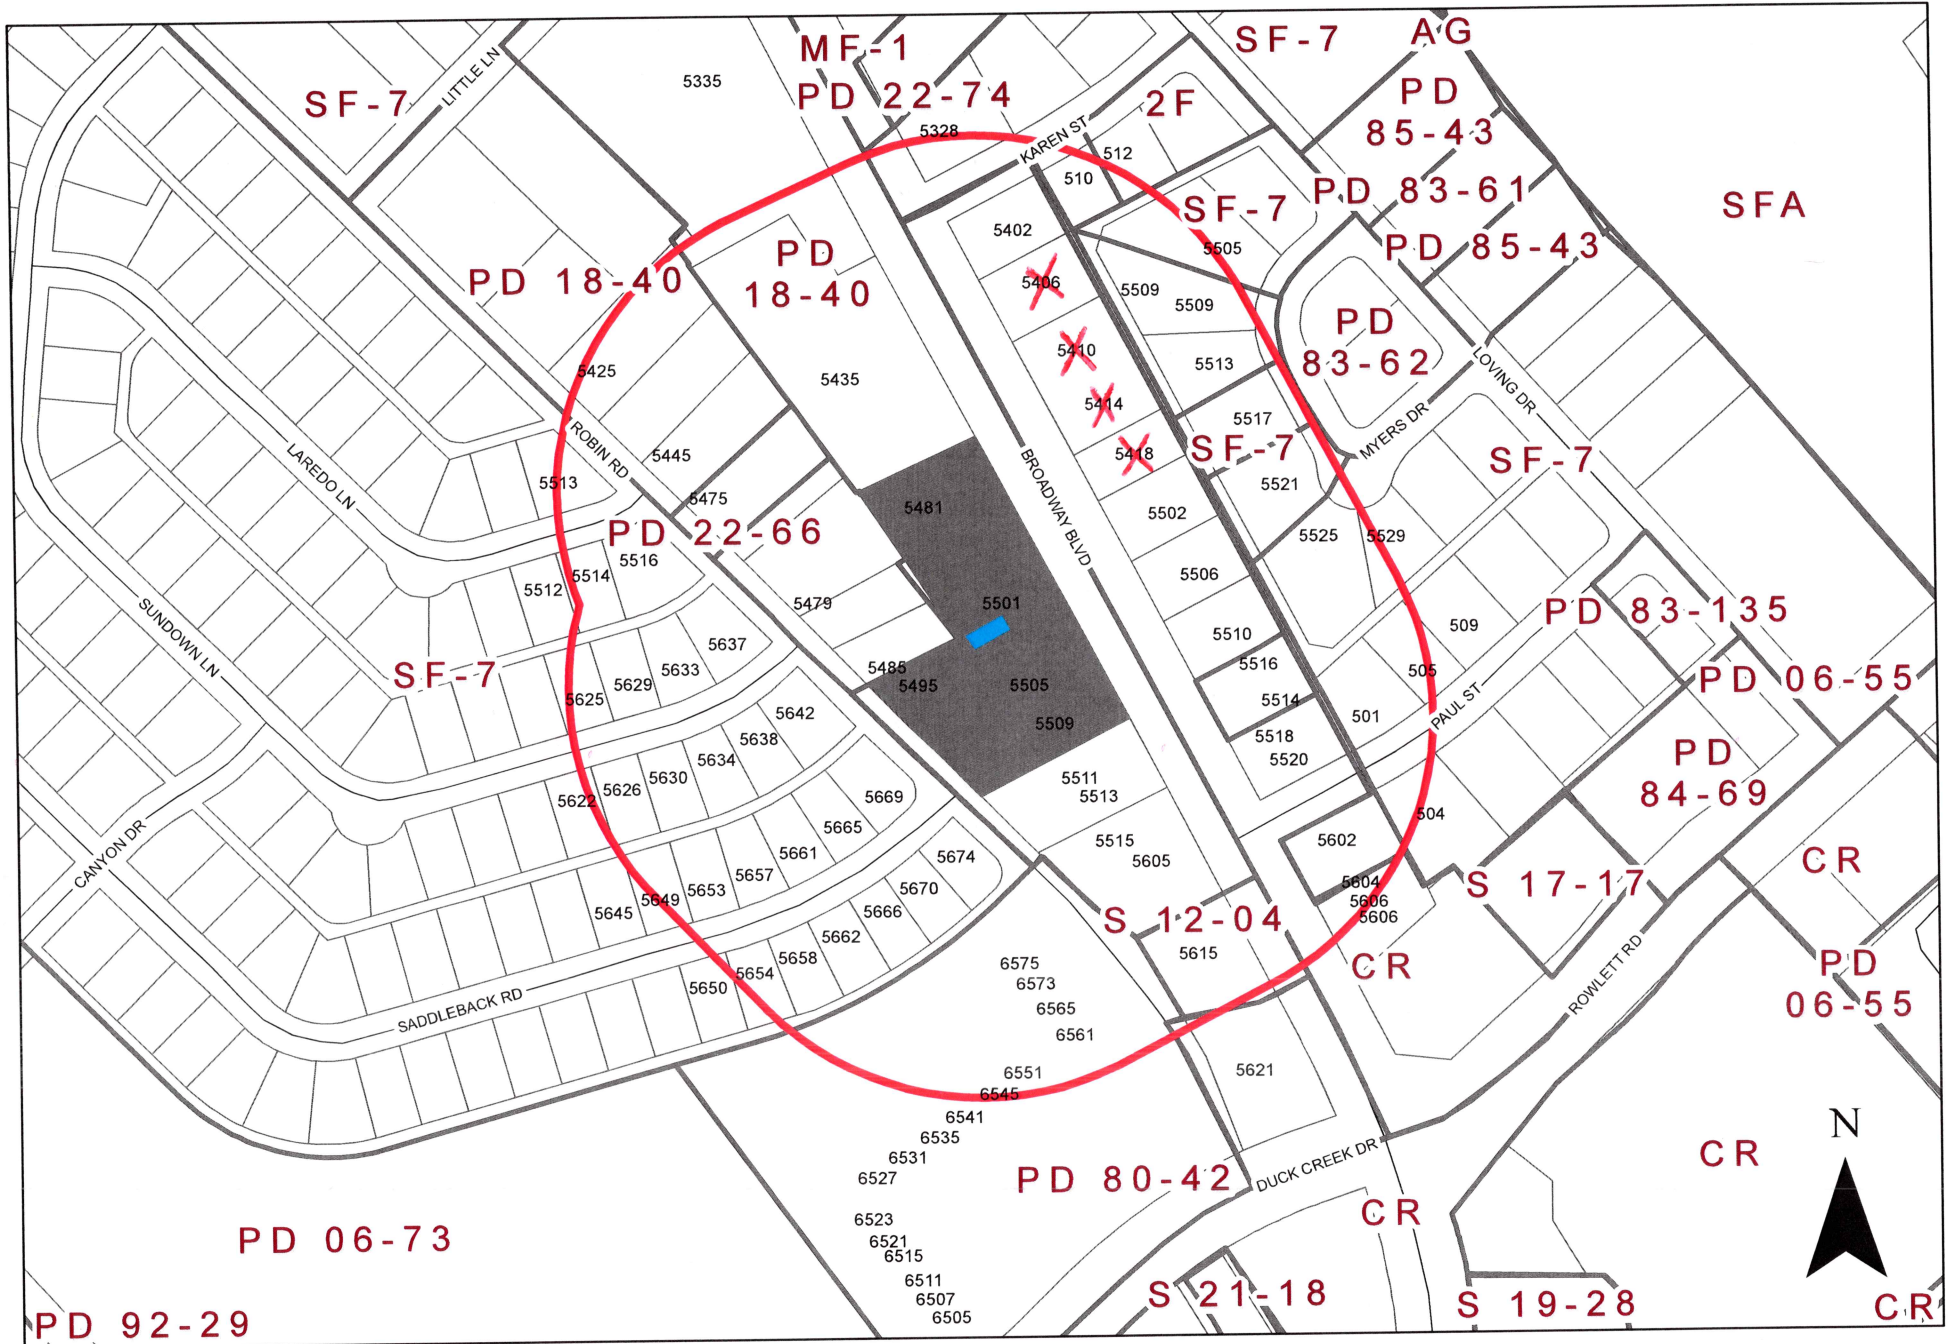 SF-7
LITTLE LN
5335
MF-1
PD 22-74
5328
KAREN ST
2F
512
510
SF-7
AG
PD
85-43
PD 83-61
PD 85-43
SFA
SF-7
5505
PD 18-40
PD
18-40
5402
5406
5410
5414
5418
5509
5509
5513
5517
PD
83-62
LOVING DR
MYERS DR
5425
5435
5445
5475
ROBIN RD
LAREDO LN
5513
PD 22-66
5481
BROADWAY BLVD
SF-7
5521
5502
5525
5529
SF-7
5516
5514
5512
5479
5501
5506
SUNDOWN LN
5637
5633
5629
5625
SF-7
5485
5495
5505
5509
5510
5516
5514
5518
5520
509
505
501
PAUL ST
PD 83-135
PD 06-55
PD
84-69
5642
5638
5634
5630
5626
5622
5511
5513
5515
5605
5602
504
5604
5606
5606
CANYON DR
5669
5665
5661
5657
5653
5649
5645
5674
5670
5666
5662
5658
5654
5650
SADDLEBACK RD
S 12-04
5615
S 17-17
CR
CR
ROWLETT RD
PD
06-55
6575
6573
6565
6561
6551
6545
6541
6535
6531
6527
6523
6521
6515
6511
6507
6505
5621
PD 80-42
DUCK CREEK DR
CR
CR
N
PD 06-73
PD 92-29
S 21-18
S 19-28
CR